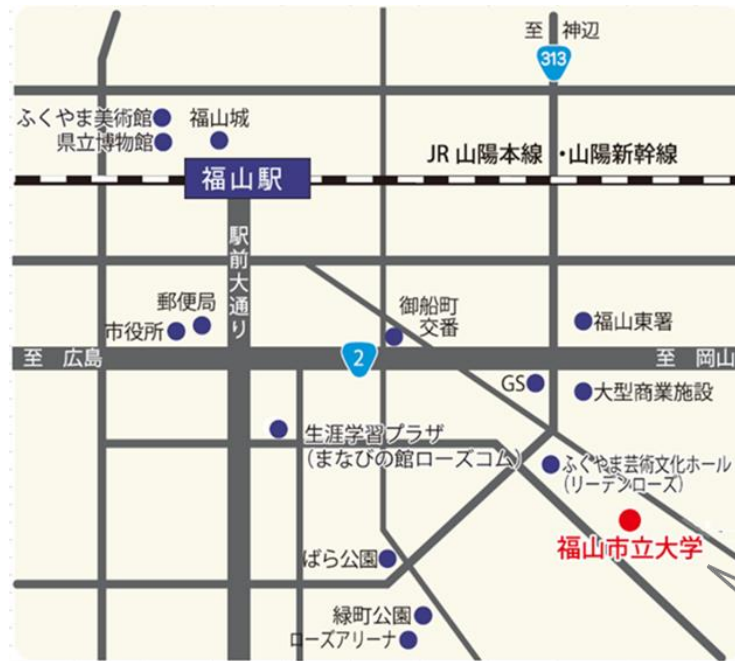 至 神辺
313
ふくやま美術館
福山城
県立博物館
JR 山陽本線 ・山陽新幹線
福山駅
駅前大通り
郵便局
市役所
御船町
交番
福山東署
至 広島
2
至 岡山
GS
大型商業施設
生涯学習プラザ
(まなびの館ローズコム)
ふくやま芸術文化ホール
(リーデンローズ)
福山市立大学
ばら公園
緑町公園
ローズアリーナ